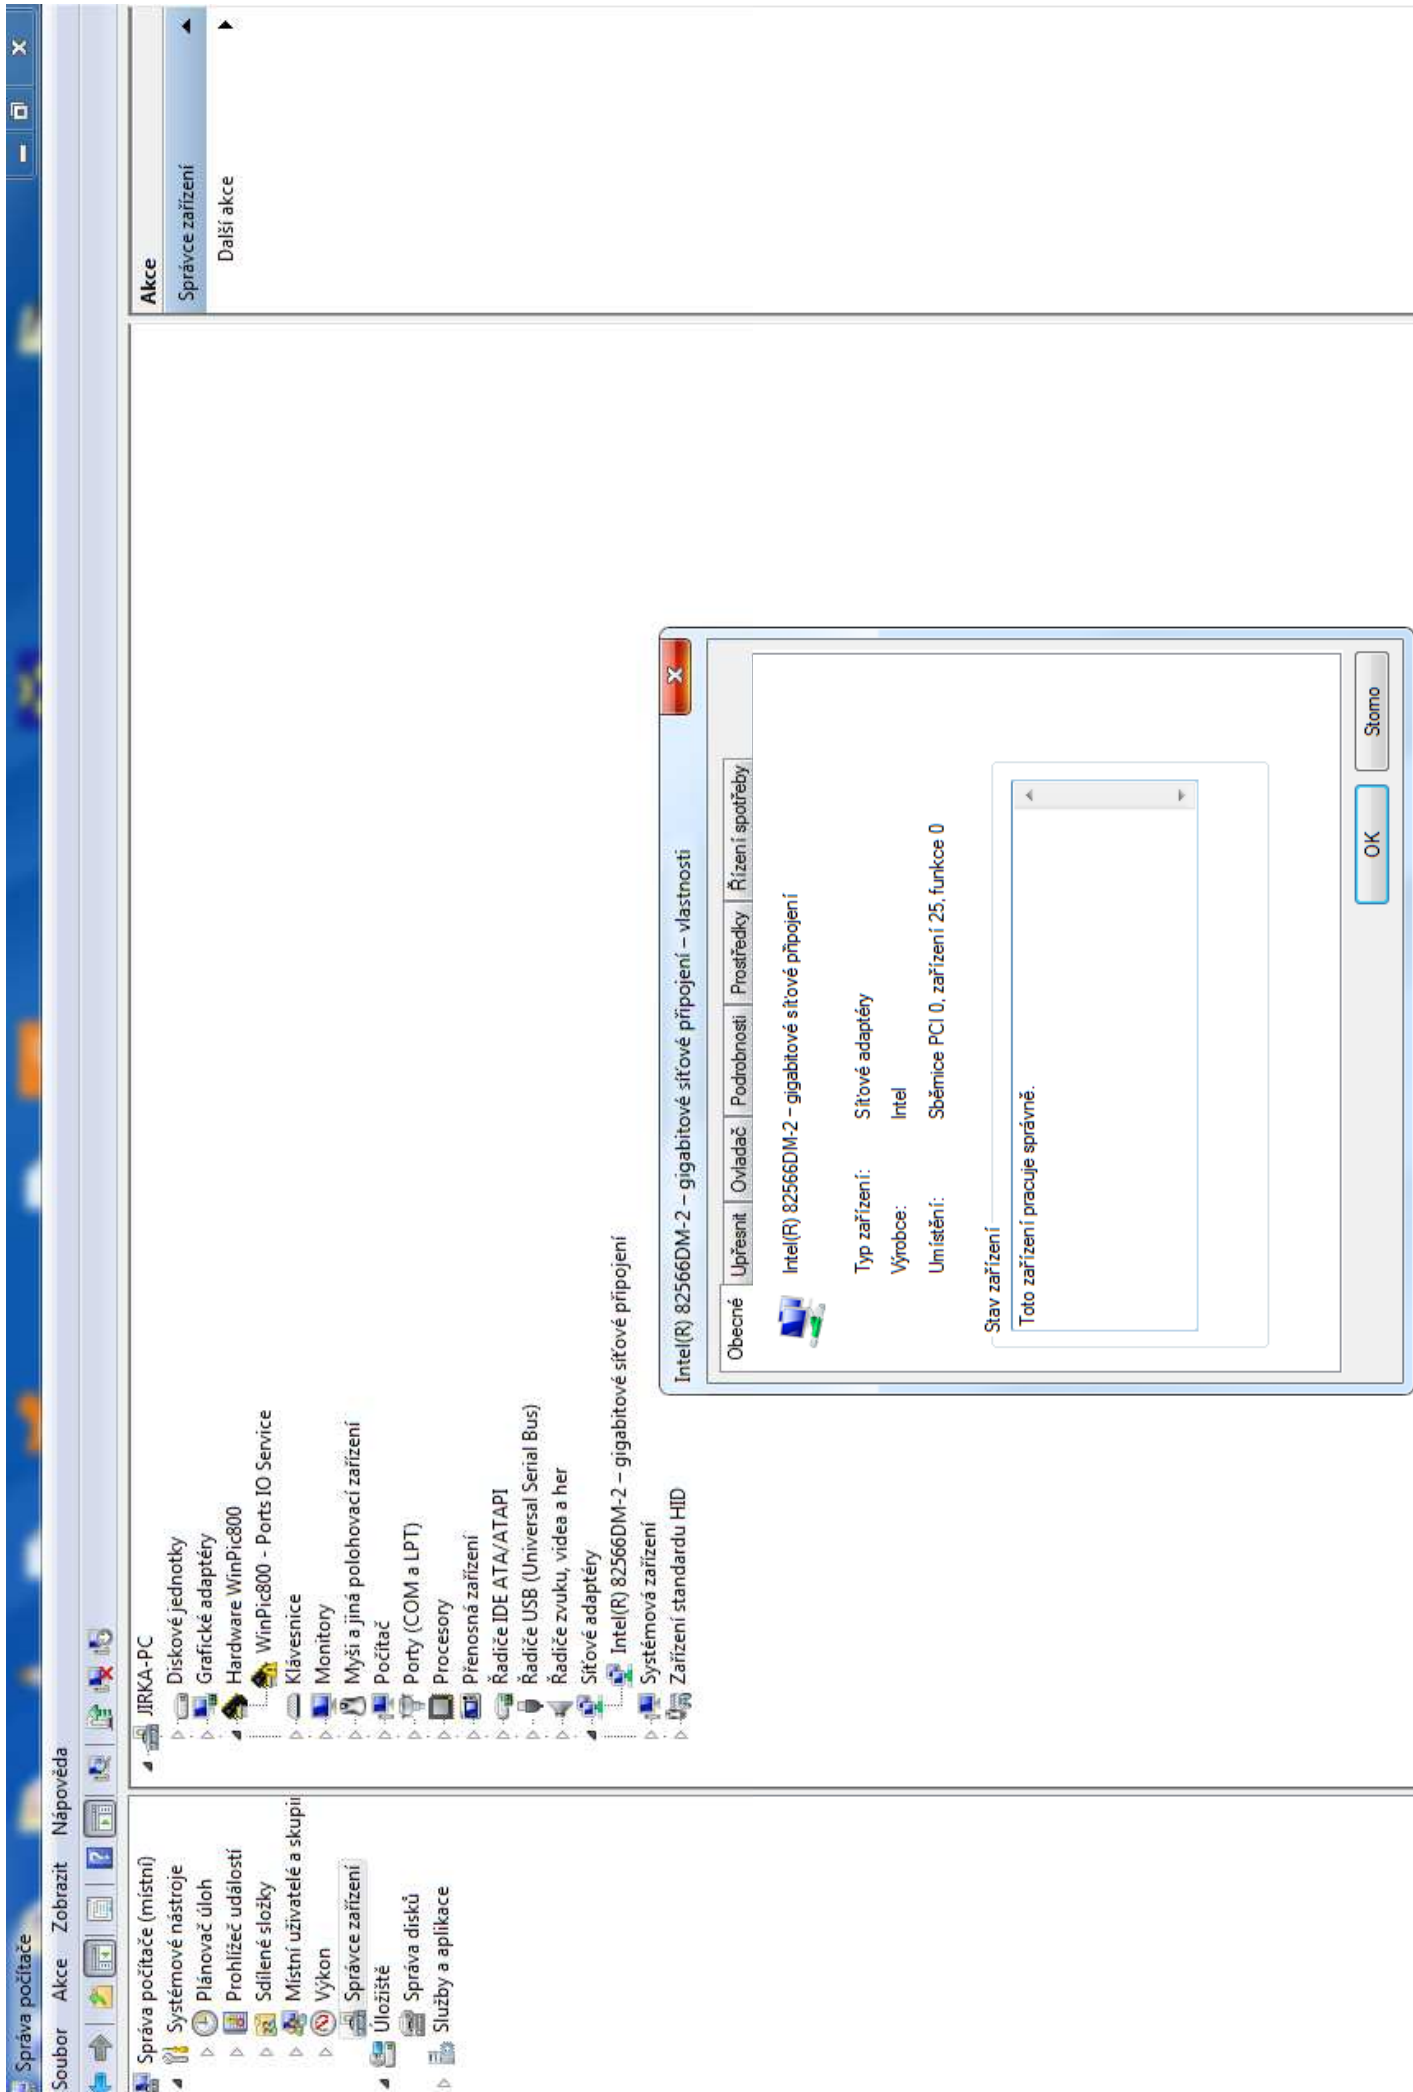 Správa počítače
Soubor Akce Zobrazit Nápověda
Správa počítače (místní)
Systémové nástroje
Plánovač úloh
Prohlížeč událostí
Sdílené složky
Místní uživatelé a skupin
Výkon
Správce zařízení
Úložiště
Správa disků
Služby a aplikace
JIRKA-PC
Diskové jednotky
Grafické adaptéry
Hardware WinPic800
WinPic800 - Ports IO Service
Klávesnice
Monitory
Myši a jiná polohovací zařízení
Počítač
Porty (COM a LPT)
Procesory
Přenosná zařízení
Řadiče IDE ATA/ATAPI
Řadiče USB (Universal Serial Bus)
Řadiče zvuku, videa a her
Síťové adaptéry
Intel(R) 82566DM-2 – gigabitové síťové připojení
Systémová zařízení
Zařízení standardu HID
Akce
Správce zařízení
Další akce
Intel(R) 82566DM-2 – gigabitové síťové připojení – vlastnosti
Obecné Upřesnit Ovladač Podrobnosti Prostředky Řízení spotřeby
Intel(R) 82566DM-2 – gigabitové síťové připojení
Typ zařízení: Síťové adaptéry
Výrobce: Intel
Umístění: Sběrnice PCI 0, zařízení 25, funkce 0
Stav zařízení
Toto zařízení pracuje správně.
OK Storno